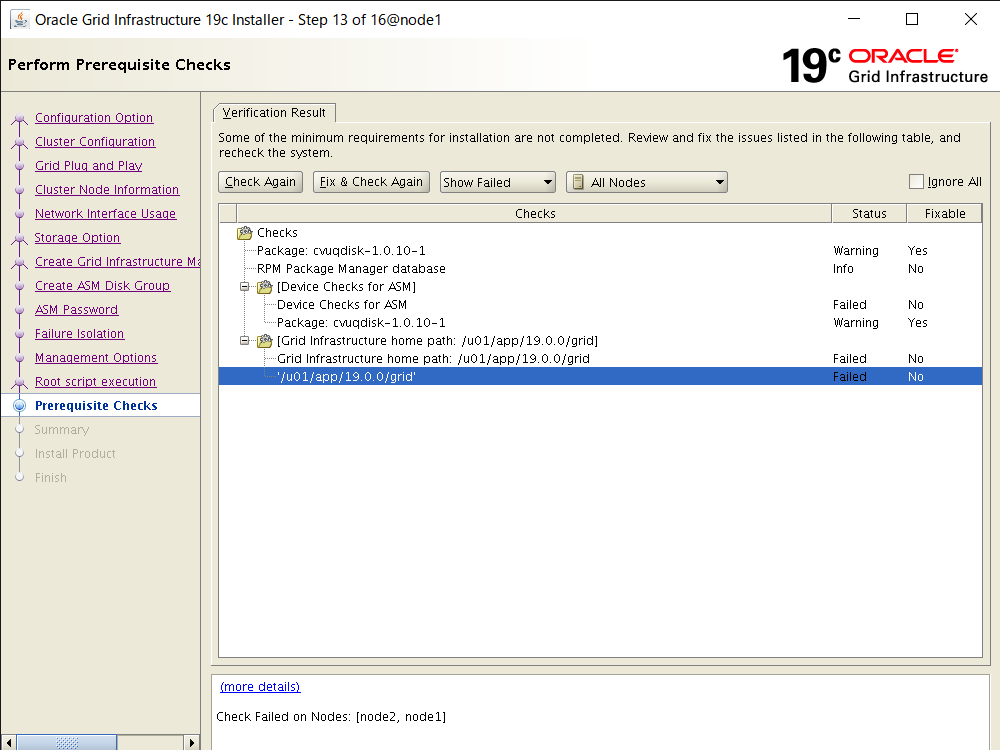 Oracle Grid Infrastructure 19c Installer - Step 13 of 16@node1
Perform Prerequisite Checks
19c ORACLE
Grid Infrastructure
Configuration Option
Cluster Configuration
Grid Plug and Play
Cluster Node Information
Network Interface Usage
Storage Option
Create Grid Infrastructure Ma
Create ASM Disk Group
ASM Password
Failure Isolation
Management Options
Root script execution
Prerequisite Checks
Summary
Install Product
Finish
Verification Result
Some of the minimum requirements for installation are not completed. Review and fix the issues listed in the following table, and
recheck the system.
Check Again Fix & Check Again Show Failed All Nodes Ignore All
Checks Status Fixable
Checks
Package: cvuqdisk-1.0.10-1 Warning Yes
RPM Package Manager database Info No
[Device Checks for ASM]
Device Checks for ASM Failed No
Package: cvuqdisk-1.0.10-1 Warning Yes
[Grid Infrastructure home path: /u01/app/19.0.0/grid]
Grid Infrastructure home path: /u01/app/19.0.0/grid Failed No
'/u01/app/19.0.0/grid' Failed No
(more details)
Check Failed on Nodes: [node2, node1]